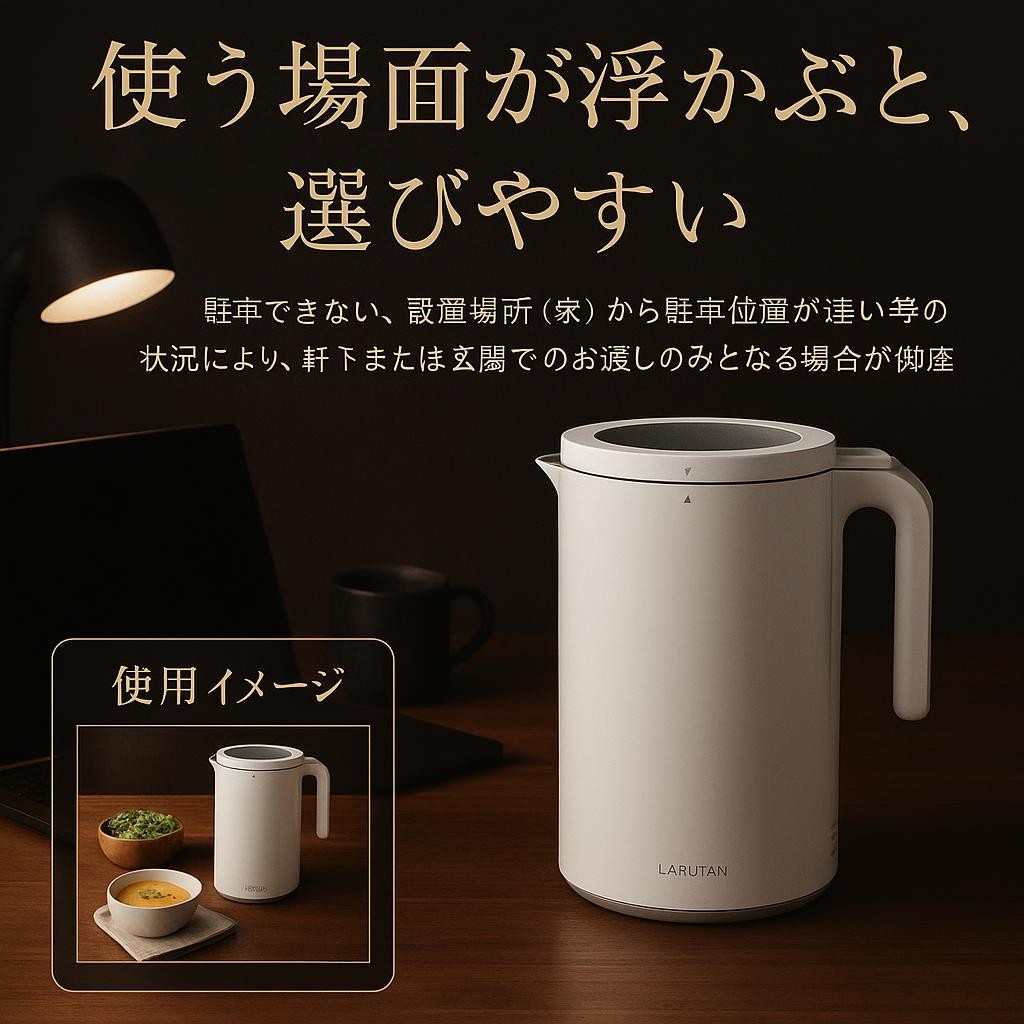 使う場面が浮かぶと、
選びやすい
駐車できない、設置場所(家)から駐車位置が遠い等の
状況により、軒下または玄関でのお渡しのみとなる場合が
使用イメージ
LARUTAN